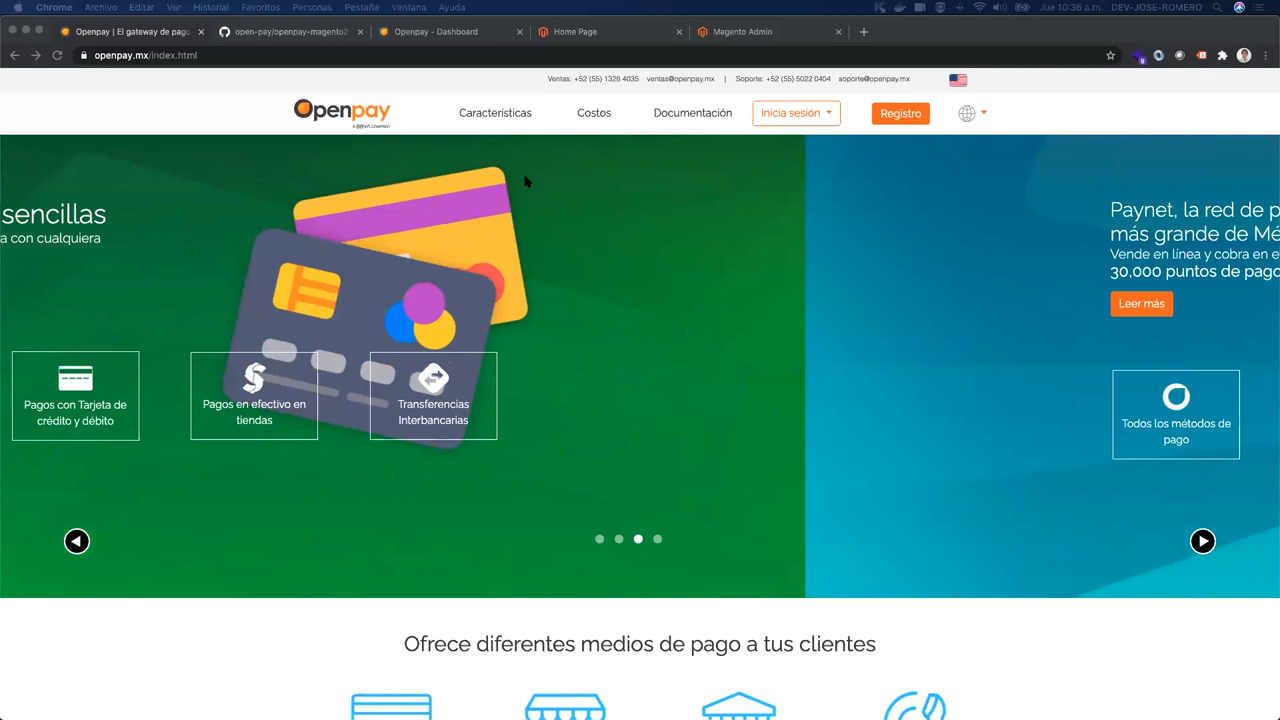 Chrome Archivo Editar Ver Historial Favoritos Personas Pestaña Ventana Ayuda
Jue 10:36 a.m. DEV-JOSE-ROMERO
Openpay | El gateway de pago
open-pay/openpay-magento2
Openpay - Dashboard
Home Page
Magento Admin
openpay.mx/index.html
9
Ventas: +52 (55) 1328 4035 ventas@openpay.mx | Soporte: +52 (55) 5022 0404 soporte@openpay.mx
Openpay
A BBVA COMPANY
Características
Costos
Documentación
Inicia sesión
Registro
sencillas
a con cualquiera
Pagos con Tarjeta de
crédito y débito
Pagos en efectivo en
tiendas
Transferencias
Interbancarias
Paynet, la red de p
más grande de Mé
Vende en línea y cobra en e
30,000 puntos de pago
Leer más
Todos los métodos de
pago
Ofrece diferentes medios de pago a tus clientes